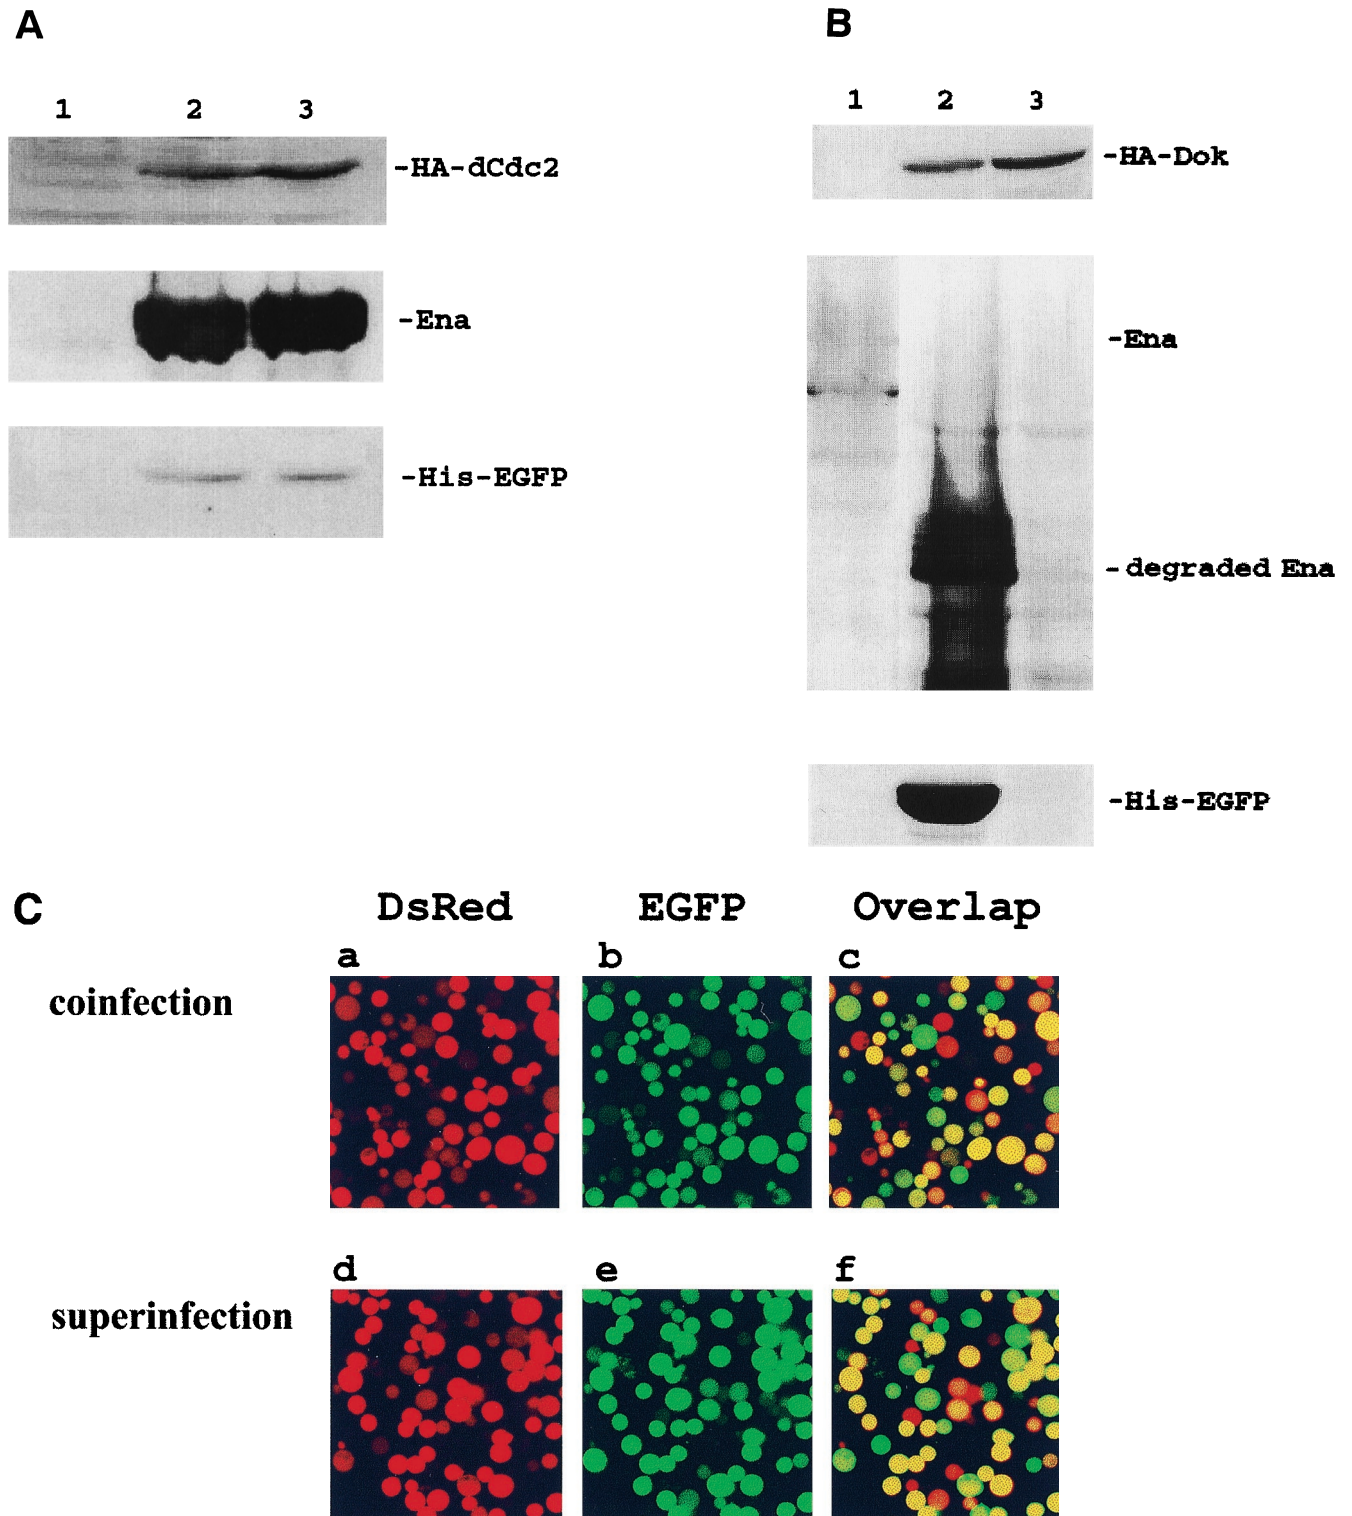 A
1 2 3
-HA-dCdc2
-Ena
-His-EGFP
B
1 2 3
-HA-Dok
-Ena
-degraded Ena
-His-EGFP
C
DsRed EGFP Overlap
a b c
coinfection
d e f
superinfection